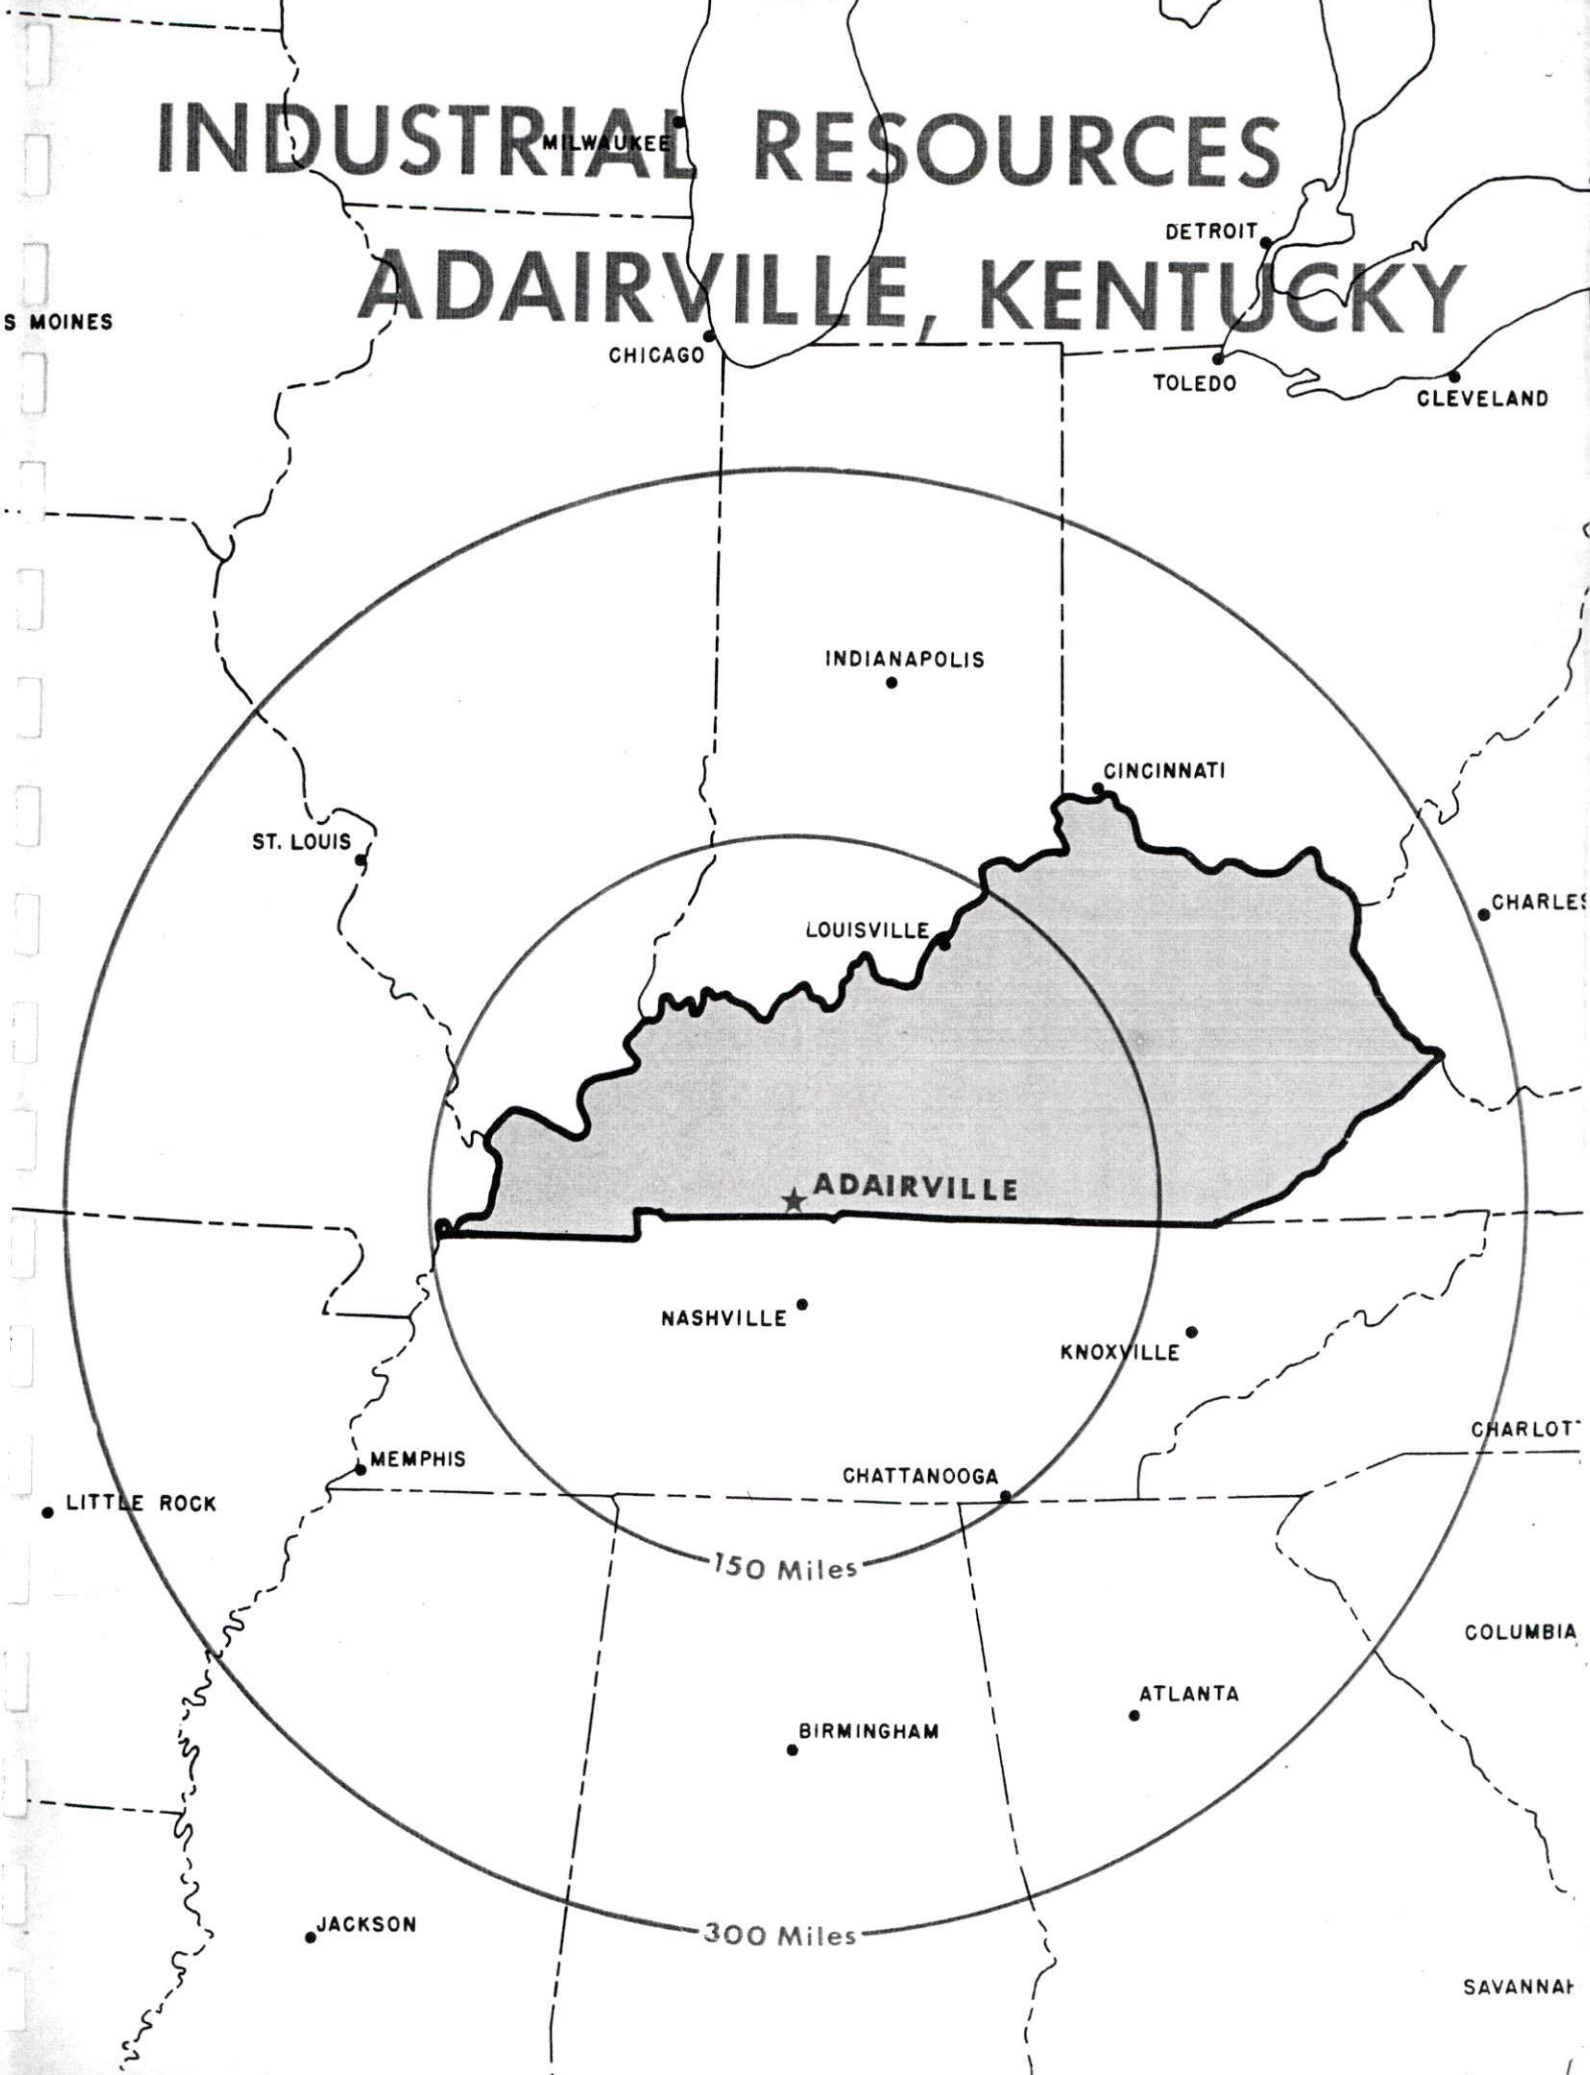 INDUSTRIAL RESOURCES
MILWAUKEE
DETROIT
ADAIRVILLE, KENTUCKY
S MOINES
CHICAGO
TOLEDO
CLEVELAND
INDIANAPOLIS
CINCINNATI
ST. LOUIS
CHARLES
LOUISVILLE
ADAIRVILLE
NASHVILLE
KNOXVILLE
CHARLOT
MEMPHIS
CHATTANOOGA
LITTLE ROCK
150 Miles
COLUMBIA
ATLANTA
BIRMINGHAM
JACKSON
300 Miles
SAVANNAH